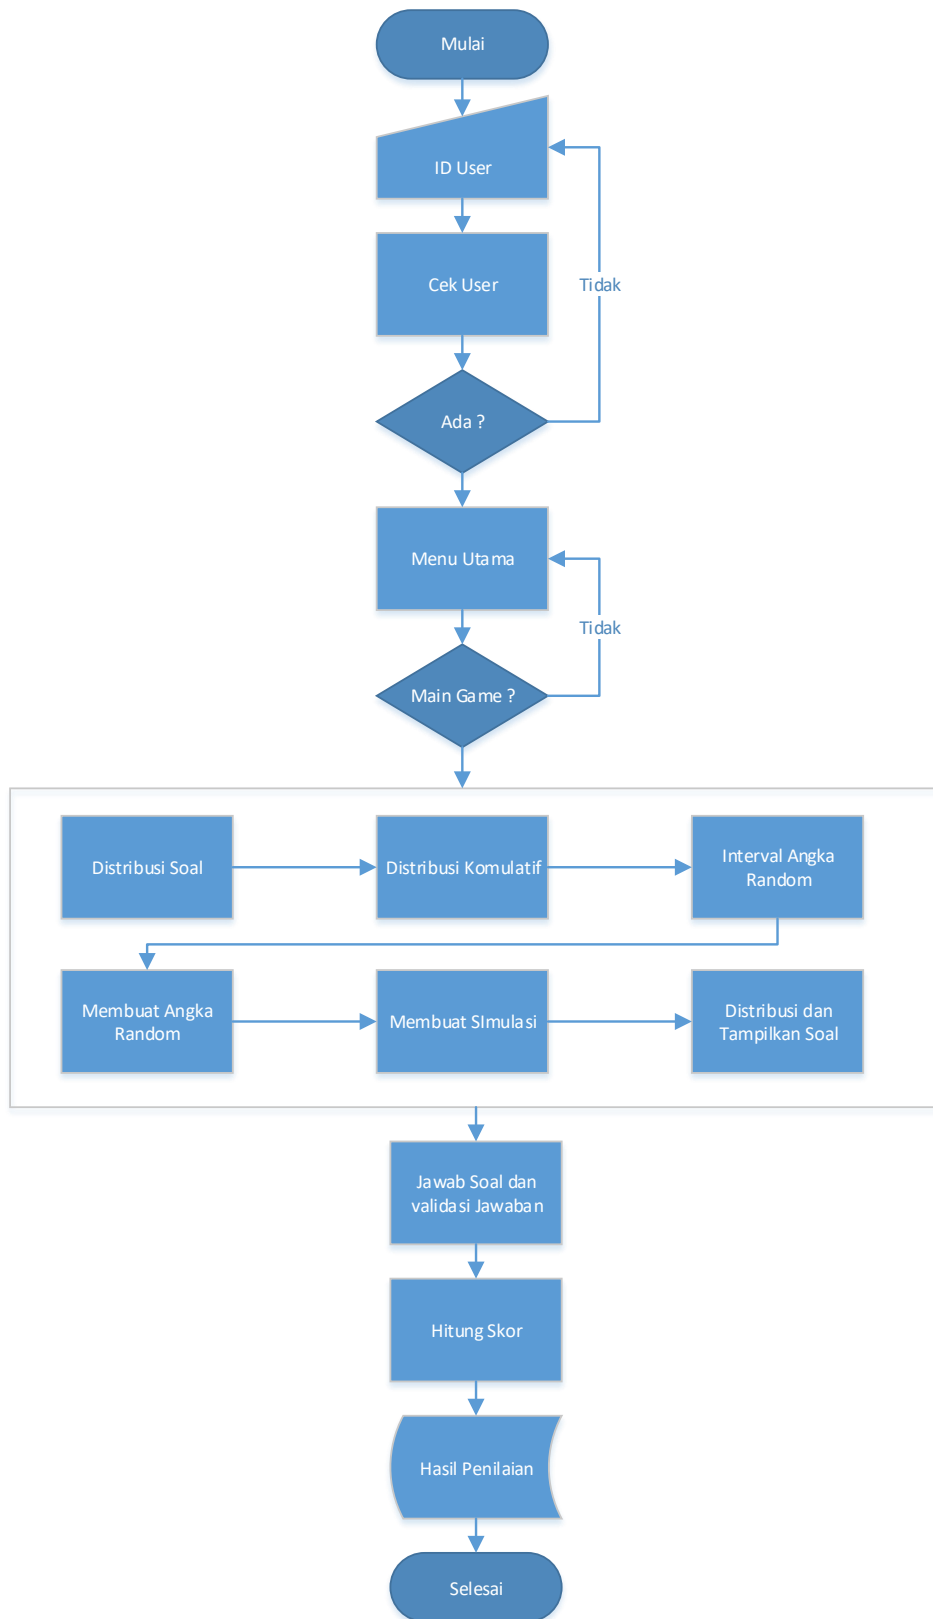 Mulai
ID User
Cek User
Tidak
Ada ?
Menu Utama
Tidak
Main Game ?
Distribusi Soal
Distribusi Komulatif
Interval Angka
Random
Membuat Angka
Random
Membuat SImulasi
Distribusi dan
Tampilkan Soal
Jawab Soal dan
validasi Jawaban
Hitung Skor
Hasil Penilaian
Selesai